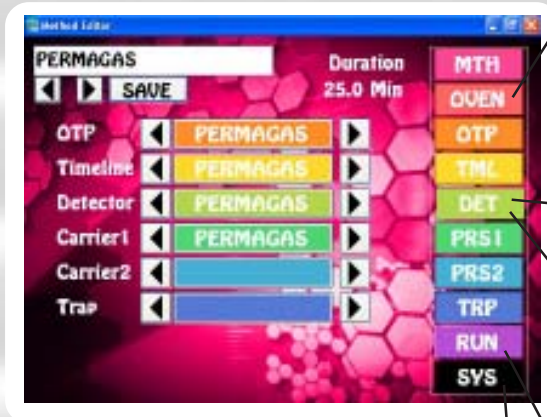 Method Editor
PERMAGAS
SAVE
Duration
25.0 Min
OTP PERMAGAS
Timeline PERMAGAS
Detector PERMAGAS
Carrier1 PERMAGAS
Carrier2
Trap
MTH
OVEN
OTP
TML
DET
PRS1
PRS2
TRP
RUN
SYS